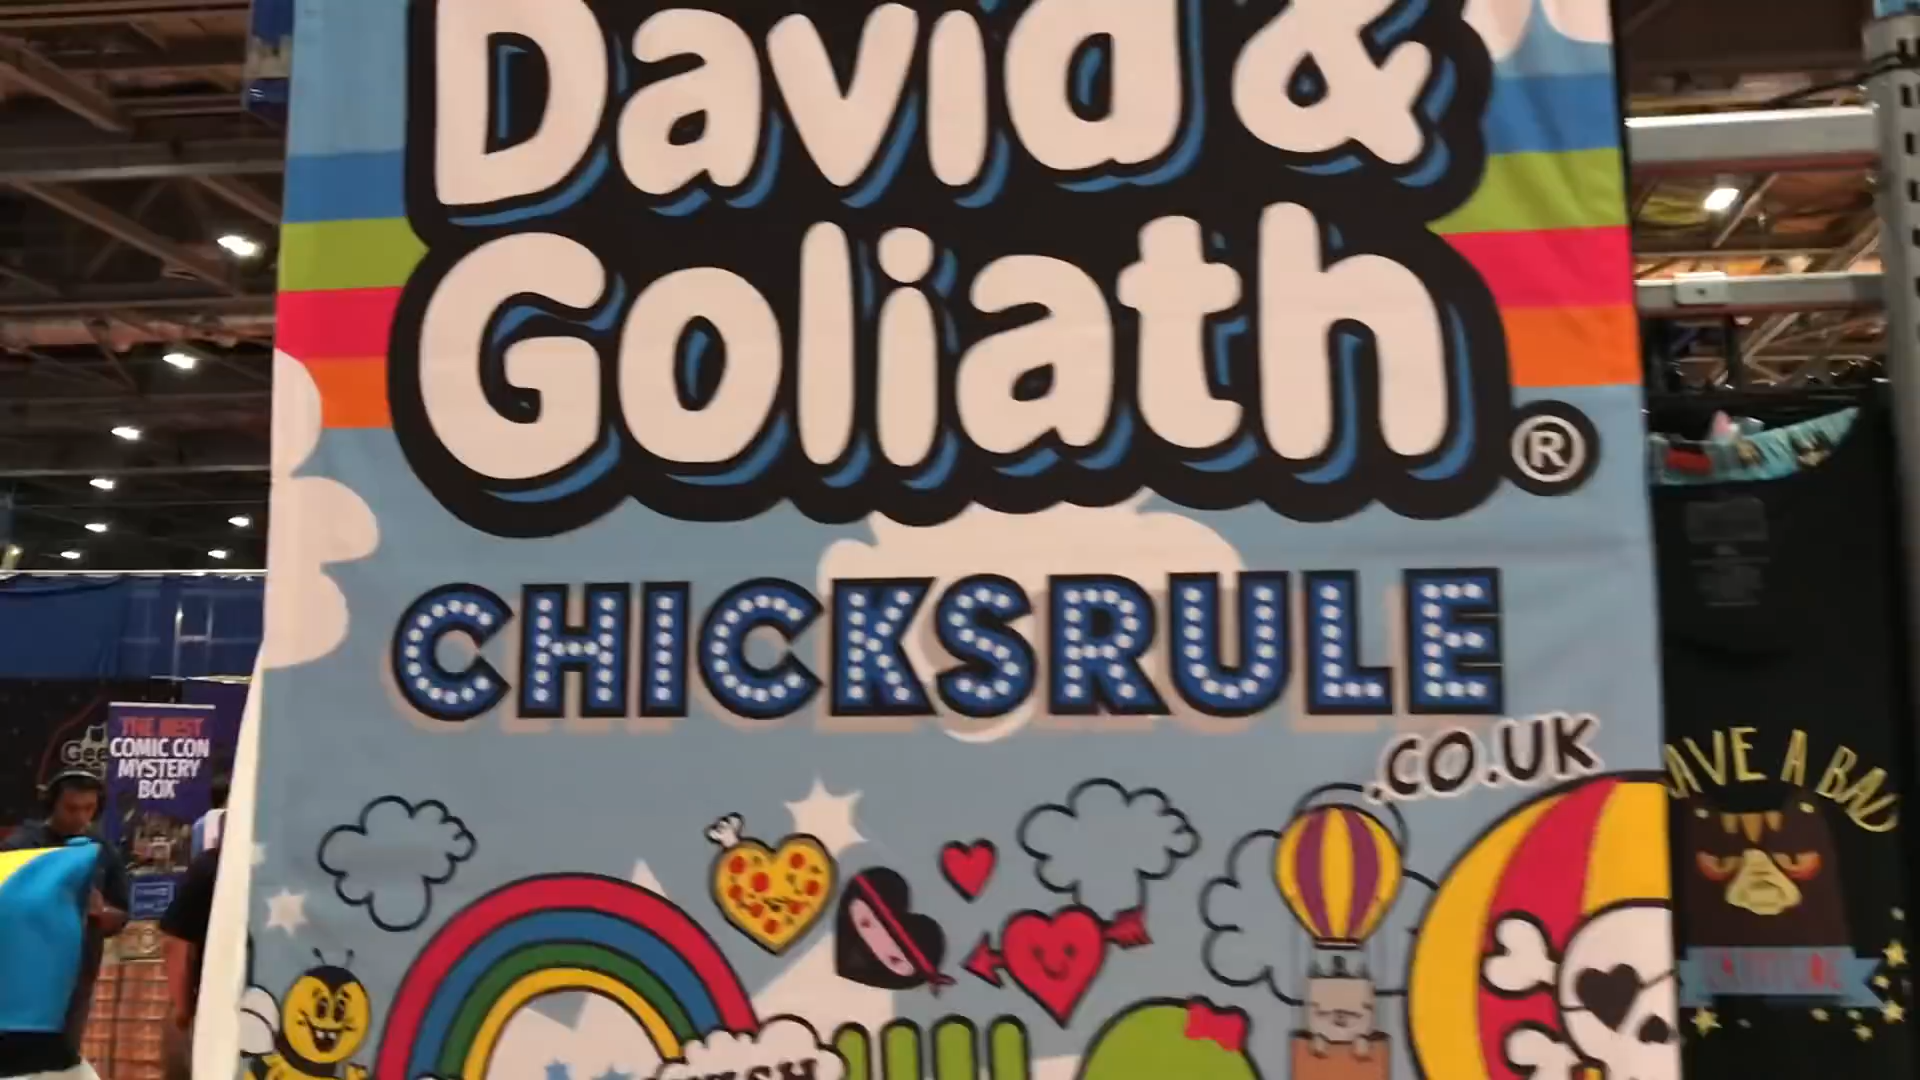 David &
Goliath®
CHICKSRULE
.CO.UK
THE BEST
COMIC CON
MYSTERY
BOX
AVE A BAD